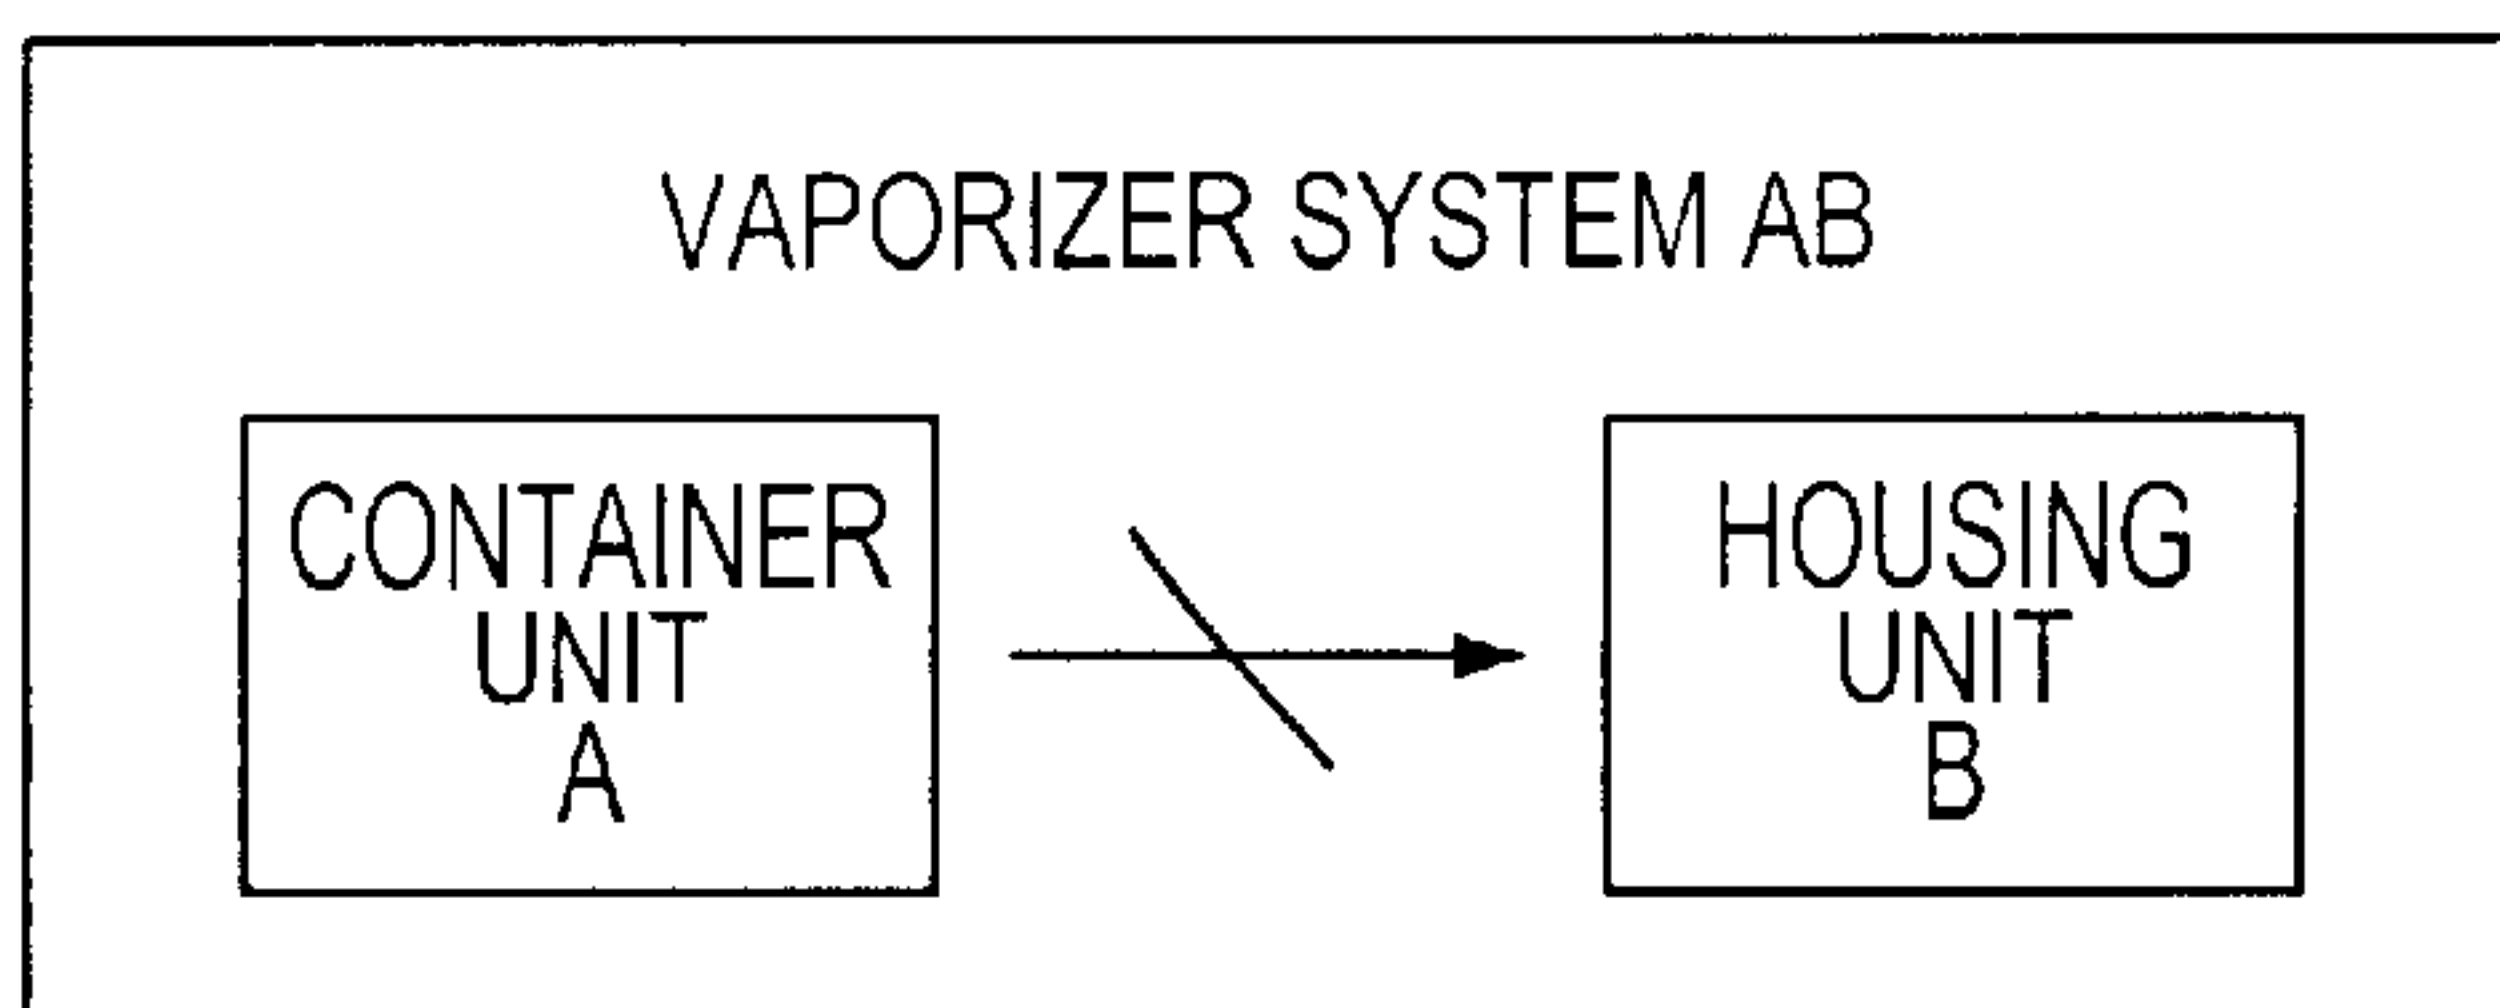 VAPORIZER SYSTEM AB
CONTAINER
UNIT
A
HOUSING
UNIT
B